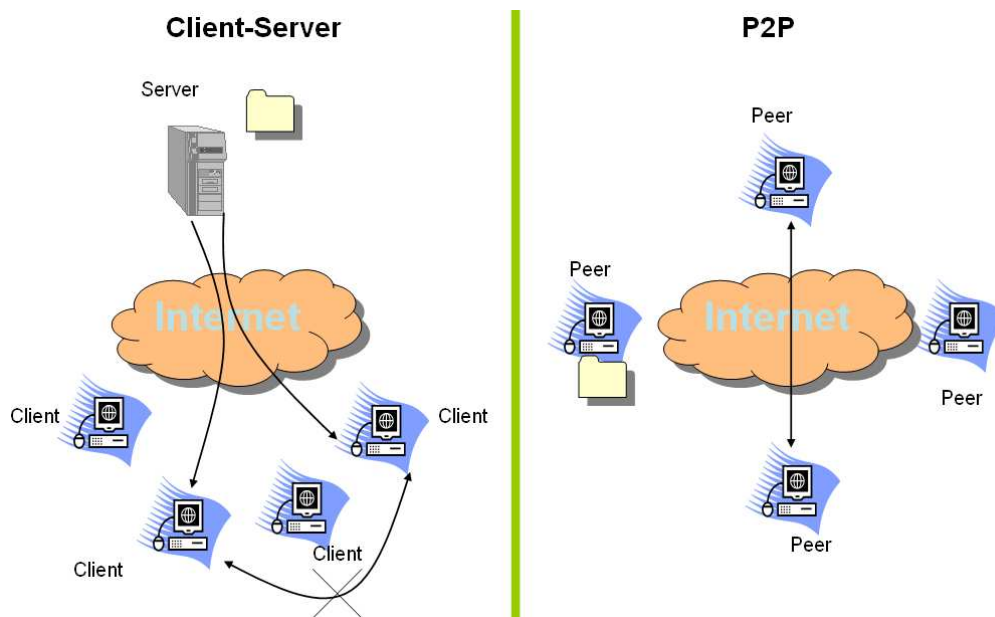 Client-Server
Server
Internet
Client
Client
Client
Client
P2P
Peer
Peer
Internet
Peer
Peer